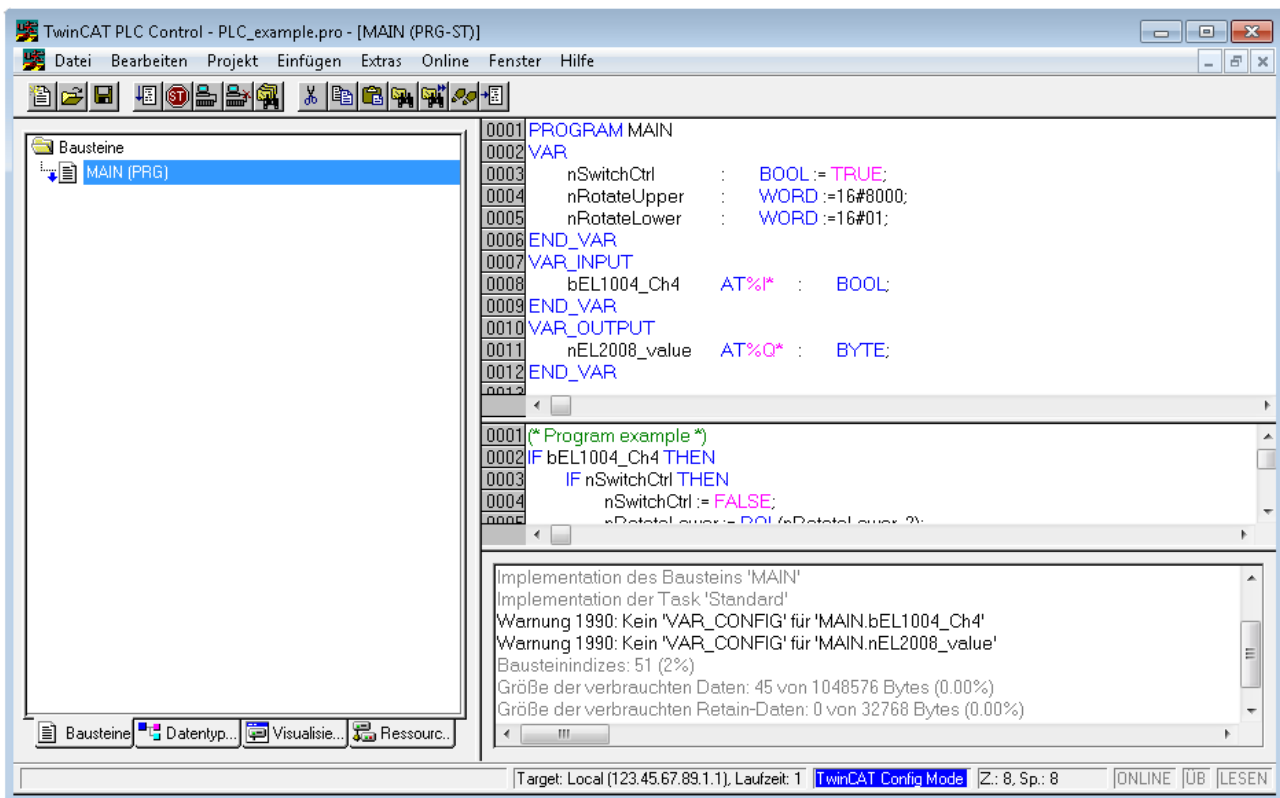 TwinCAT PLC Control - PLC_example.pro - [MAIN (PRG-ST)]
Datei Bearbeiten Projekt Einfügen Extras Online Fenster Hilfe
Bausteine
MAIN (PRG)
0001 PROGRAM MAIN
0002 VAR
0003 nSwitchCtrl : BOOL := TRUE;
0004 nRotateUpper : WORD :=16#8000;
0005 nRotateLower : WORD :=16#01;
0006 END_VAR
0007 VAR_INPUT
0008 bEL1004_Ch4 AT%I* : BOOL;
0009 END_VAR
0010 VAR_OUTPUT
0011 nEL2008_value AT%Q* : BYTE;
0012 END_VAR
0013
0001 (* Program example *)
0002 IF bEL1004_Ch4 THEN
0003 IF nSwitchCtrl THEN
0004 nSwitchCtrl := FALSE;
0005 nRotateLower := ROL(nRotateLower, 2);
Implementation des Bausteins 'MAIN'
Implementation der Task 'Standard'
Warnung 1990: Kein 'VAR_CONFIG' für 'MAIN.bEL1004_Ch4'
Warnung 1990: Kein 'VAR_CONFIG' für 'MAIN.nEL2008_value'
Bausteinindizes: 51 (2%)
Größe der verbrauchten Daten: 45 von 1048576 Bytes (0.00%)
Größe der verbrauchten Retain-Daten: 0 von 32768 Bytes (0.00%)
Bausteine Datentyp... Visualisie... Ressourc..
Target: Local (123.45.67.89.1.1), Laufzeit: 1 TwinCAT Config Mode Z.: 8, Sp.: 8 ONLINE ÜB LESEN